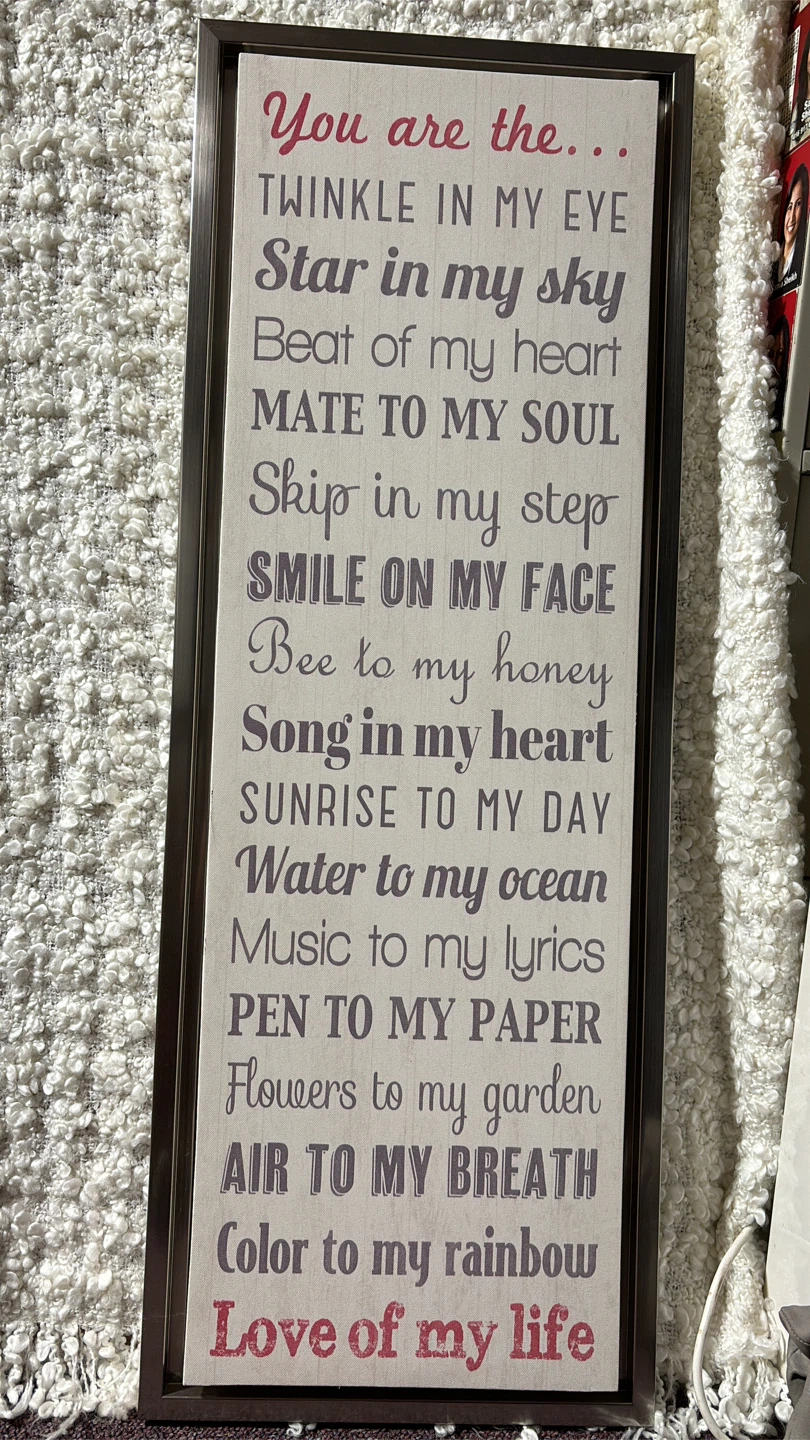 You are the...
TWINKLE IN MY EYE
Star in my sky
Beat of my heart
MATE TO MY SOUL
Skip in my step
SMILE ON MY FACE
Bee to my honey
Song in my heart
SUNRISE TO MY DAY
Water to my ocean
Music to my lyrics
PEN TO MY PAPER
Flowers to my garden
AIR TO MY BREATH
Color to my rainbow
Love of my life